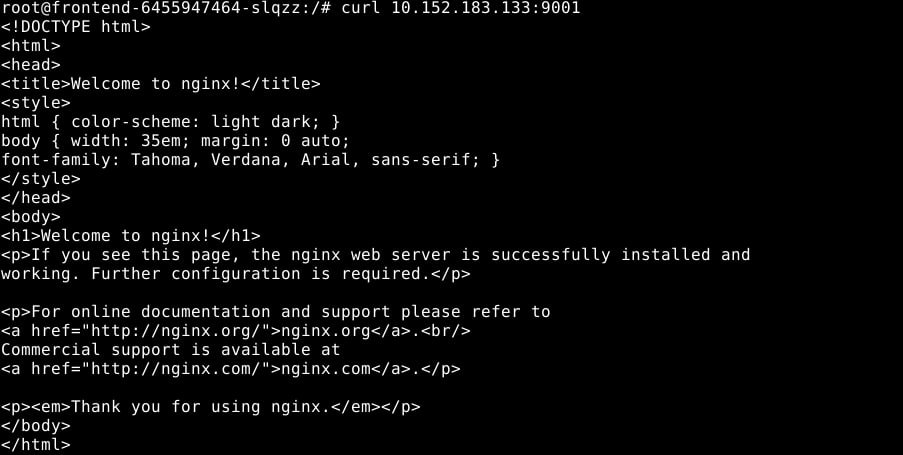 root@frontend-6455947464-slqzz:/# curl 10.152.183.133:9001
<!DOCTYPE html>
<html>
<head>
<title>Welcome to nginx!</title>
<style>
html { color-scheme: light dark; }
body { width: 35em; margin: 0 auto;
font-family: Tahoma, Verdana, Arial, sans-serif; }
</style>
</head>
<body>
<h1>Welcome to nginx!</h1>
<p>If you see this page, the nginx web server is successfully installed and
working. Further configuration is required.</p>

<p>For online documentation and support please refer to
<a href="http://nginx.org/">nginx.org</a>.<br/>
Commercial support is available at
<a href="http://nginx.com/">nginx.com</a>.</p>

<p><em>Thank you for using nginx.</em></p>
</body>
</html>